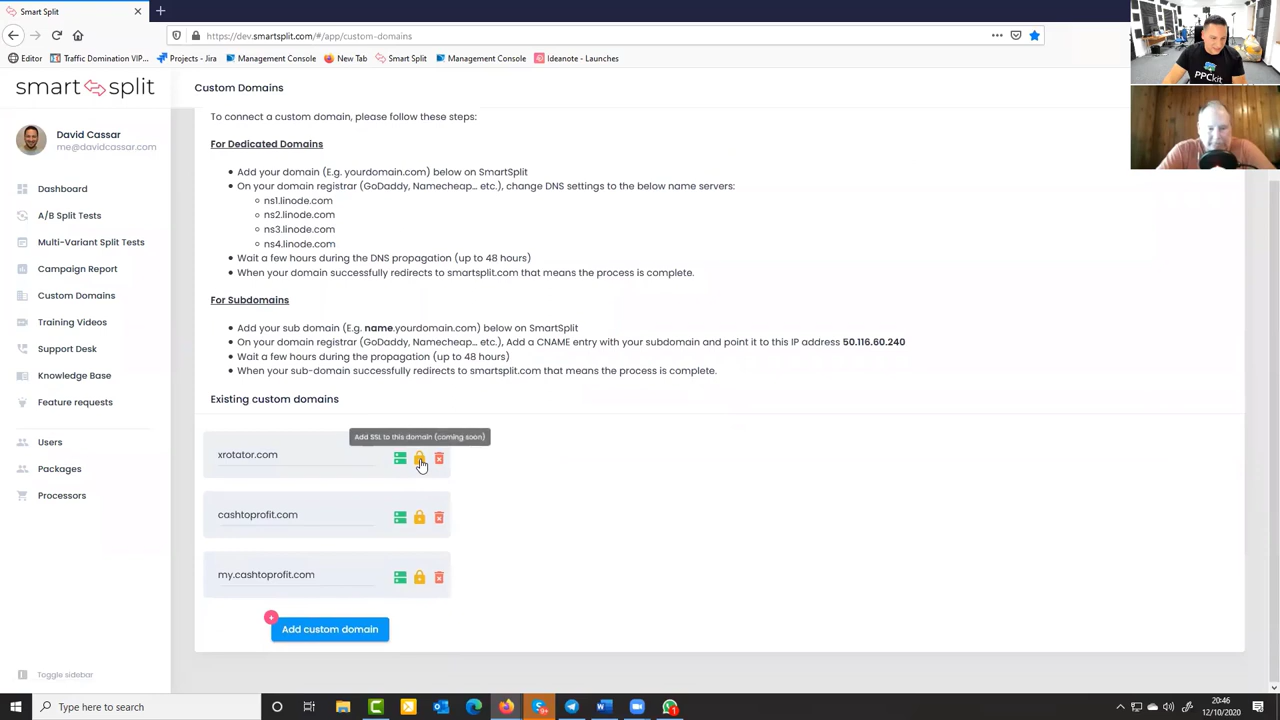 Smart Split
https://dev.smartsplit.com/#/app/custom-domains
Editor
Traffic Domination VIP...
Projects - Jira
Management Console
New Tab
Smart Split
Management Console
Ideanote - Launches
PPCkit
smart split
Custom Domains
David Cassar
me@davidcassar.com
Dashboard
A/B Split Tests
Multi-Variant Split Tests
Campaign Report
Custom Domains
Training Videos
Support Desk
Knowledge Base
Feature requests
Users
Packages
Processors
Toggle sidebar
To connect a custom domain, please follow these steps:
For Dedicated Domains
Add your domain (E.g. yourdomain.com) below on SmartSplit
On your domain registrar (GoDaddy, Namecheap... etc.), change DNS settings to the below name servers:
ns1.linode.com
ns2.linode.com
ns3.linode.com
ns4.linode.com
Wait a few hours during the DNS propagation (up to 48 hours)
When your domain successfully redirects to smartsplit.com that means the process is complete.
For Subdomains
Add your sub domain (E.g. name.yourdomain.com) below on SmartSplit
On your domain registrar (GoDaddy, Namecheap... etc.), Add a CNAME entry with your subdomain and point it to this IP address 50.116.60.240
Wait a few hours during the propagation (up to 48 hours)
When your sub-domain successfully redirects to smartsplit.com that means the process is complete.
Existing custom domains
Add SSL to this domain (coming soon)
xrotator.com
cashtoprofit.com
my.cashtoprofit.com
+
Add custom domain
Type here to search
20:46
12/10/2020